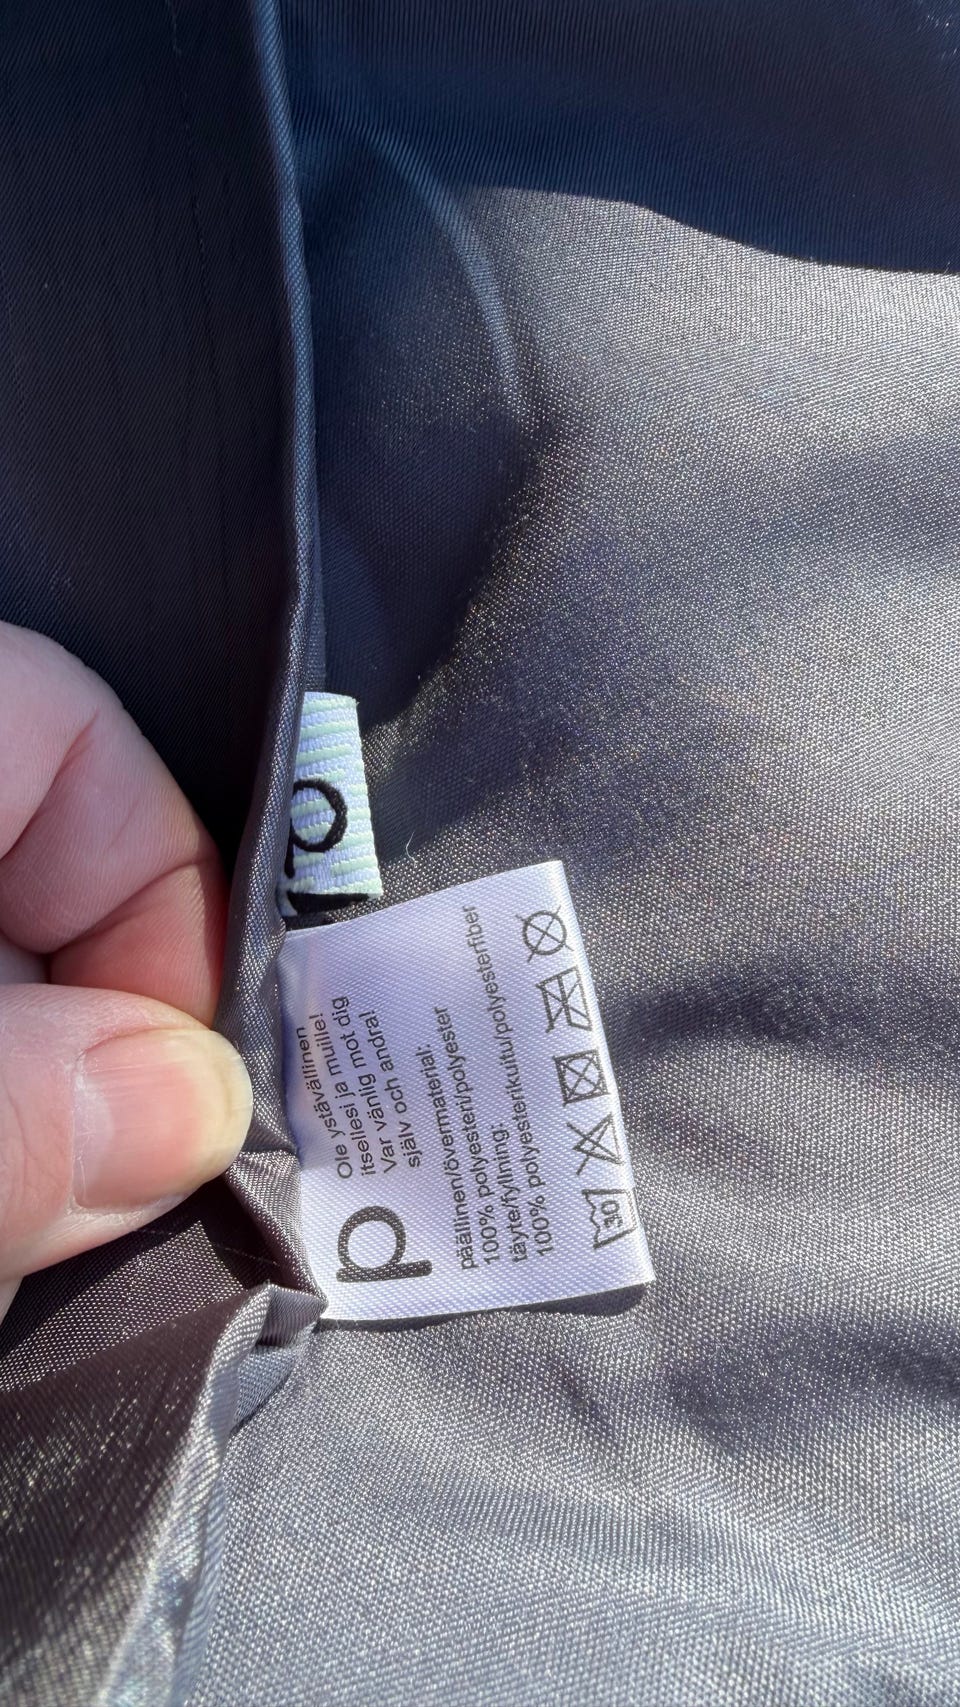 p
Ole ystävällinen
itsellesi ja muille!
Var vänlig mot dig
själv och andra!
päällinen/övermaterial:
100% polyesteri/polyester
täyte/fyllning:
100% polyesterikuitu/polyesterfiber
30